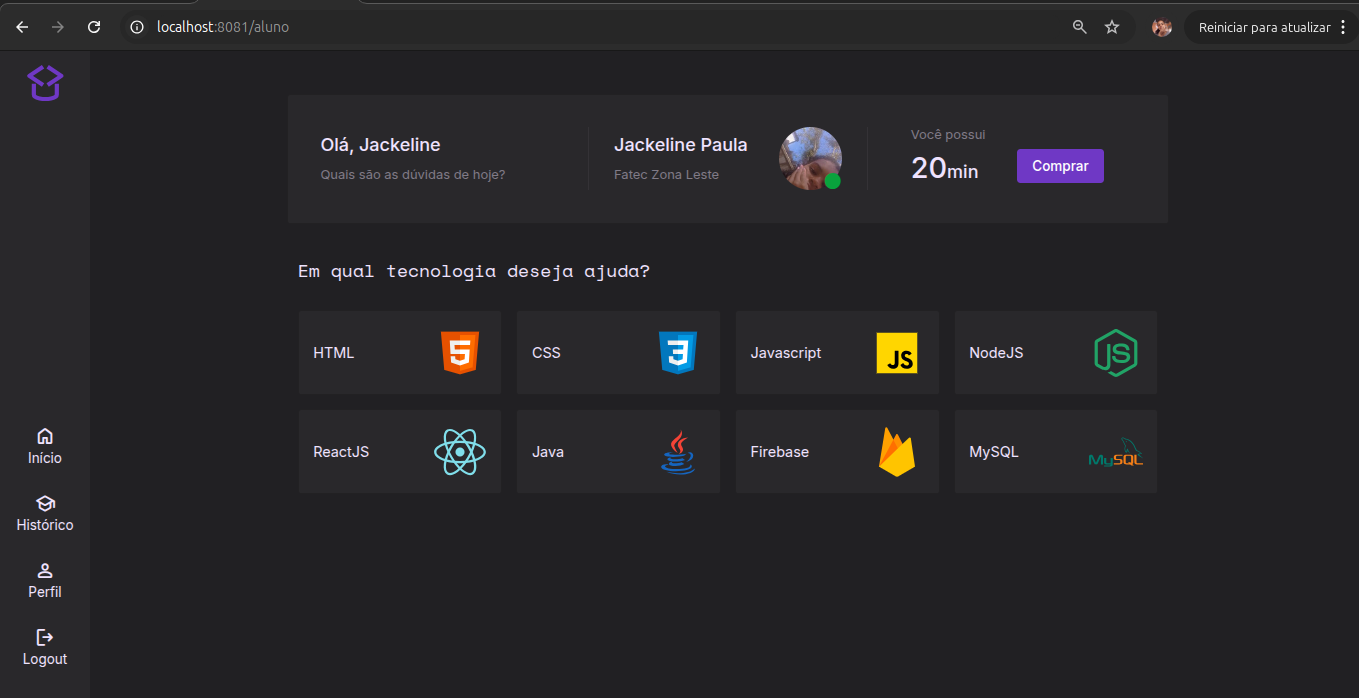 localhost:8081/aluno
Reiniciar para atualizar
Olá, Jackeline
Quais são as dúvidas de hoje?
Jackeline Paula
Fatec Zona Leste
Você possui
20min
Comprar
Em qual tecnologia deseja ajuda?
HTML
5
CSS
3
Javascript
JS
NodeJS
JS
ReactJS
Java
Firebase
MySQL
MySQL
Início
Histórico
Perfil
Logout